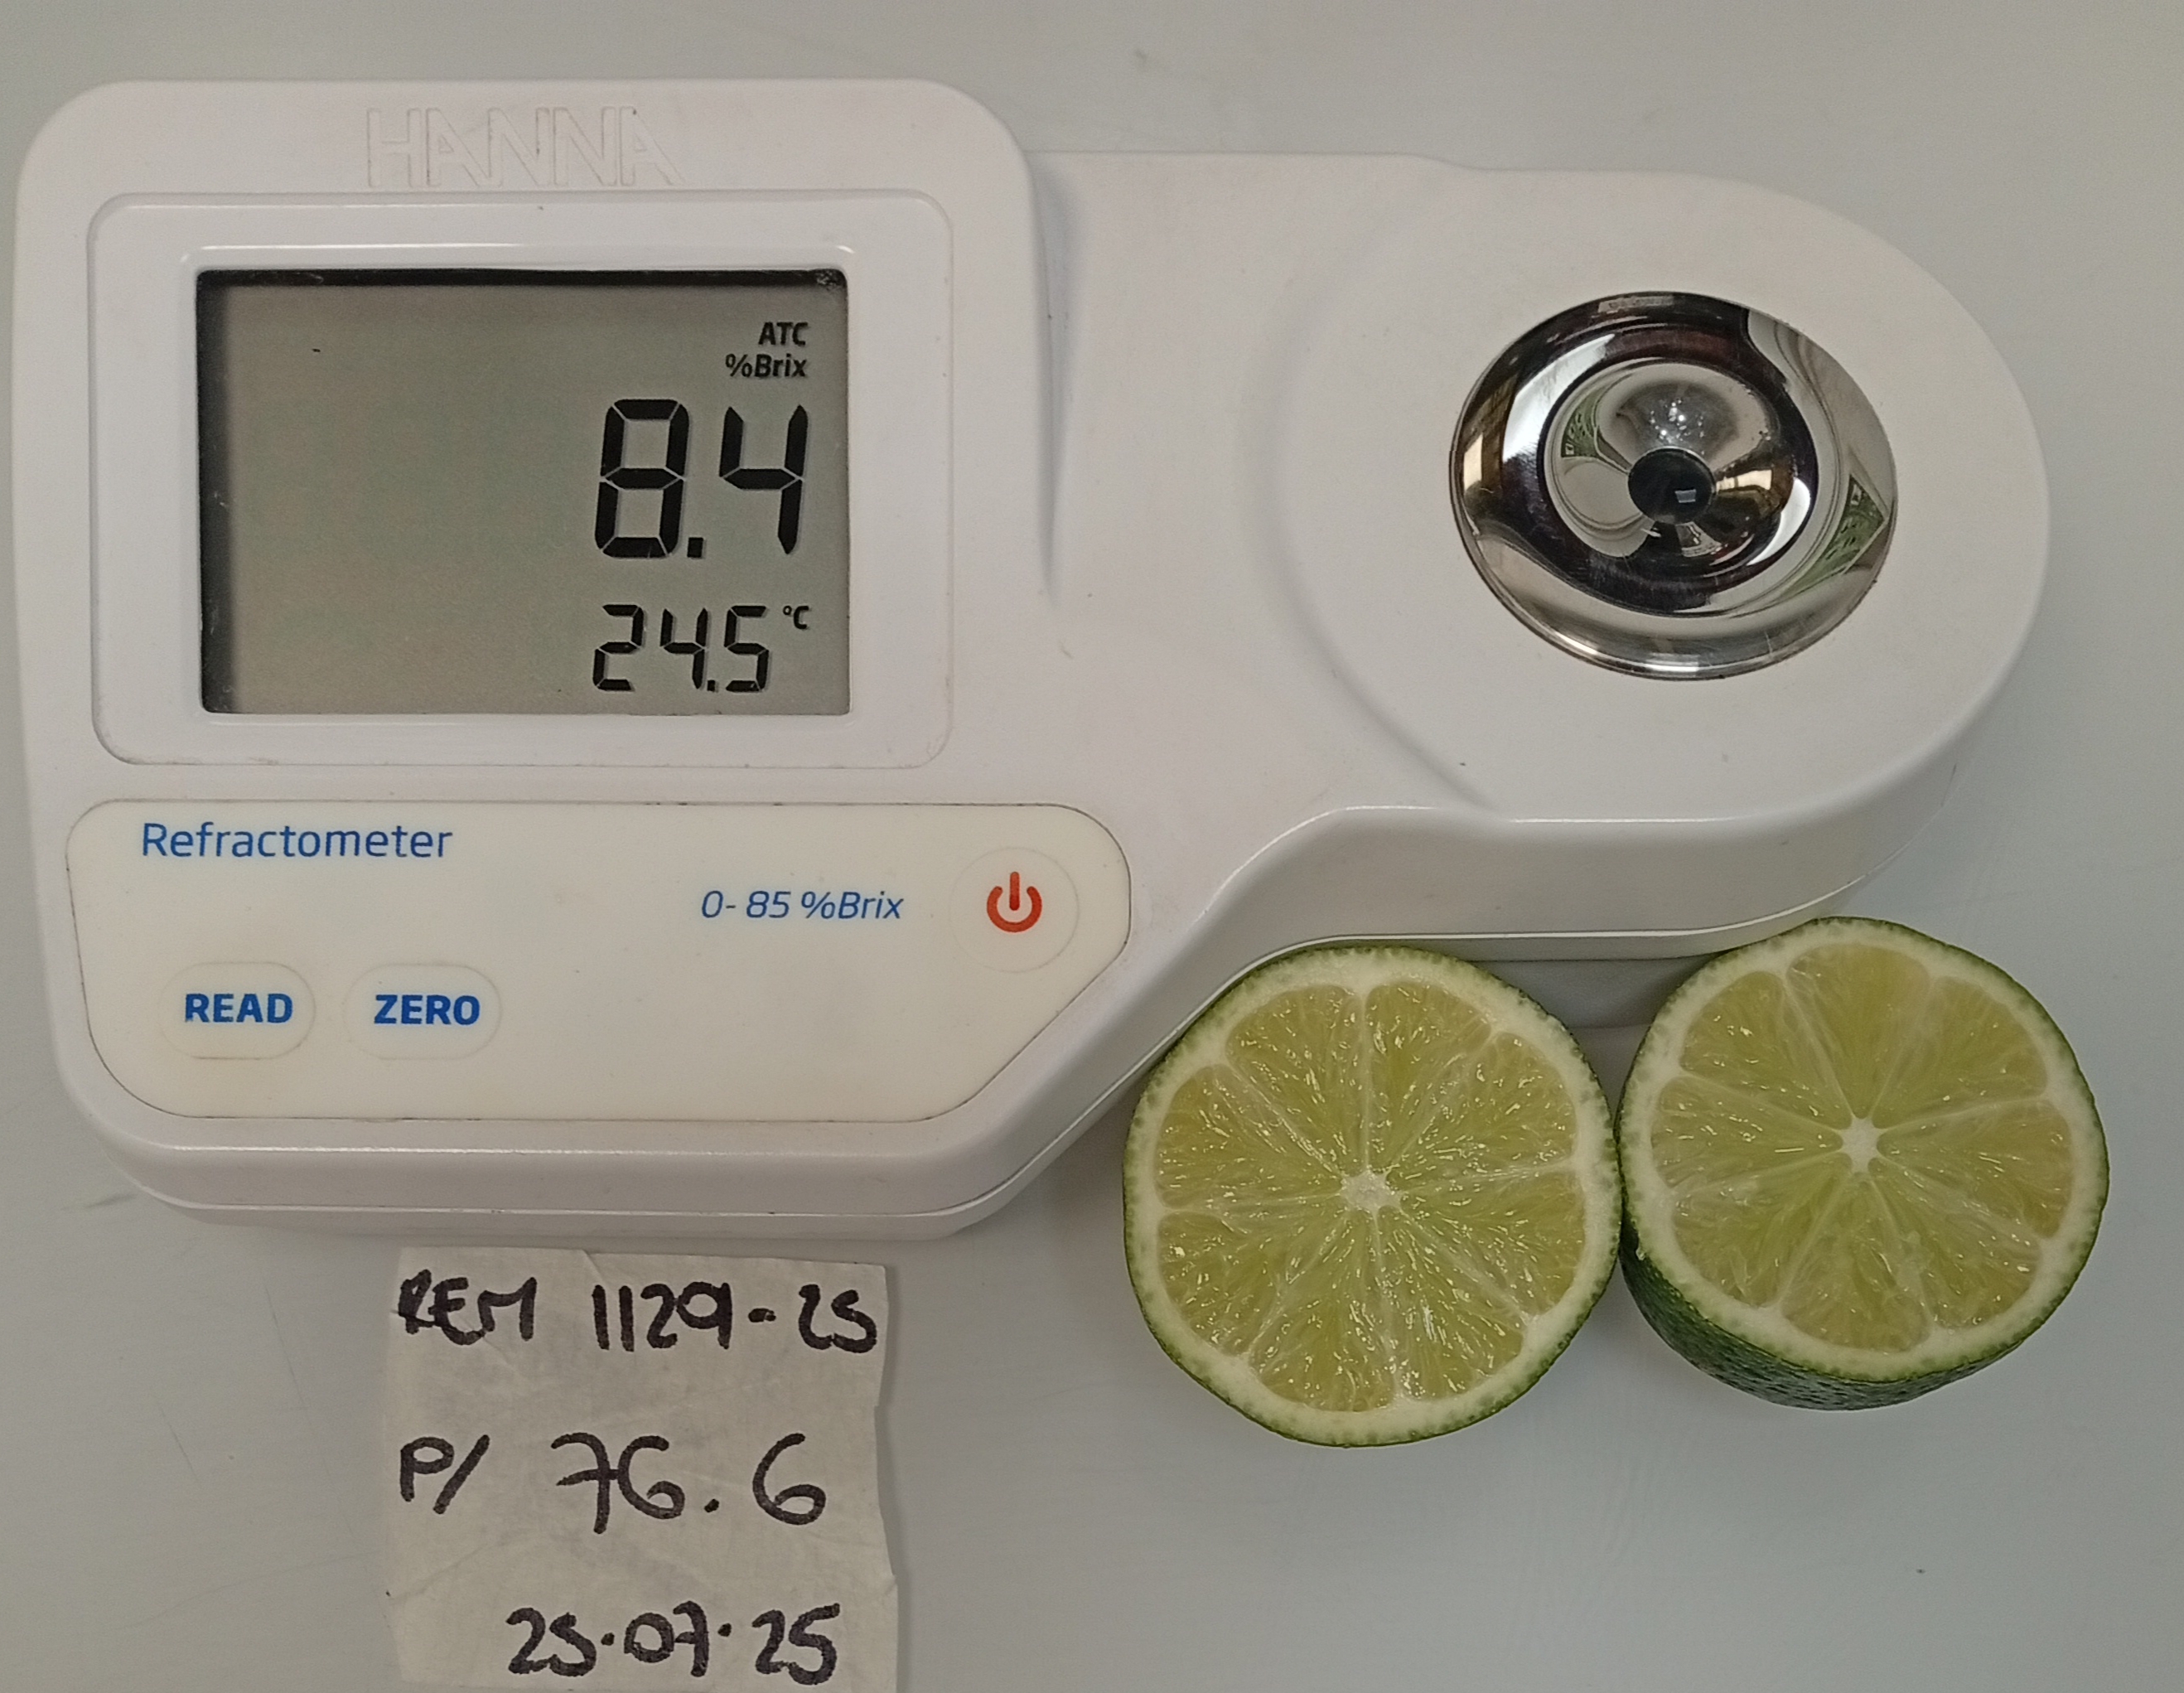 HANNA
ATC
%Brix
8.4
24.5 °C
Refractometer
0-85 %Brix
READ ZERO
REM 1129-25
P/ 76.6
25.07.25